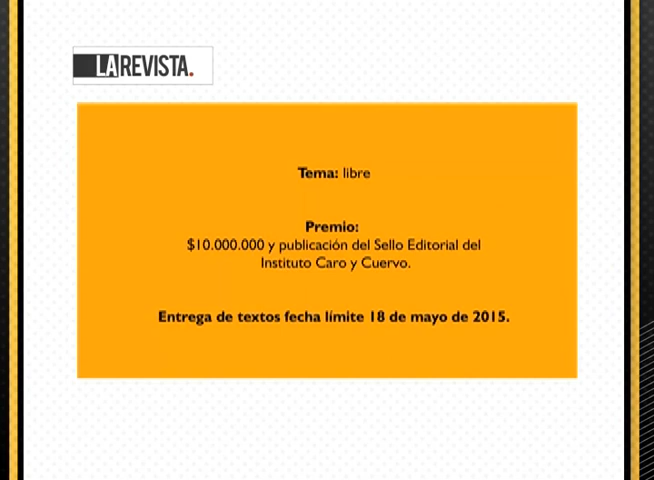 LAREVISTA.
Tema: libre
Premio:
$10.000.000 y publicación del Sello Editorial del
Instituto Caro y Cuervo.
Entrega de textos fecha límite 18 de mayo de 2015.